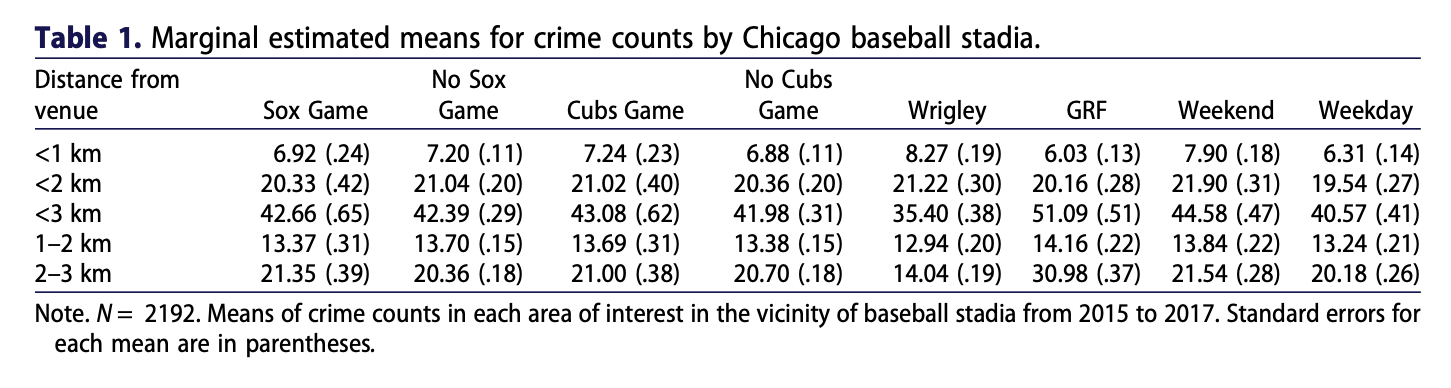 Table 1. Marginal estimated means for crime counts by Chicago baseball stadia.
Distance from venue Sox Game No Sox Game Cubs Game No Cubs Game Wrigley GRF Weekend Weekday
<1 km 6.92 (.24) 7.20 (.11) 7.24 (.23) 6.88 (.11) 8.27 (.19) 6.03 (.13) 7.90 (.18) 6.31 (.14)
<2 km 20.33 (.42) 21.04 (.20) 21.02 (.40) 20.36 (.20) 21.22 (.30) 20.16 (.28) 21.90 (.31) 19.54 (.27)
<3 km 42.66 (.65) 42.39 (.29) 43.08 (.62) 41.98 (.31) 35.40 (.38) 51.09 (.51) 44.58 (.47) 40.57 (.41)
1–2 km 13.37 (.31) 13.70 (.15) 13.69 (.31) 13.38 (.15) 12.94 (.20) 14.16 (.22) 13.84 (.22) 13.24 (.21)
2–3 km 21.35 (.39) 20.36 (.18) 21.00 (.38) 20.70 (.18) 14.04 (.19) 30.98 (.37) 21.54 (.28) 20.18 (.26)
Note. N = 2192. Means of crime counts in each area of interest in the vicinity of baseball stadia from 2015 to 2017. Standard errors for
each mean are in parentheses.